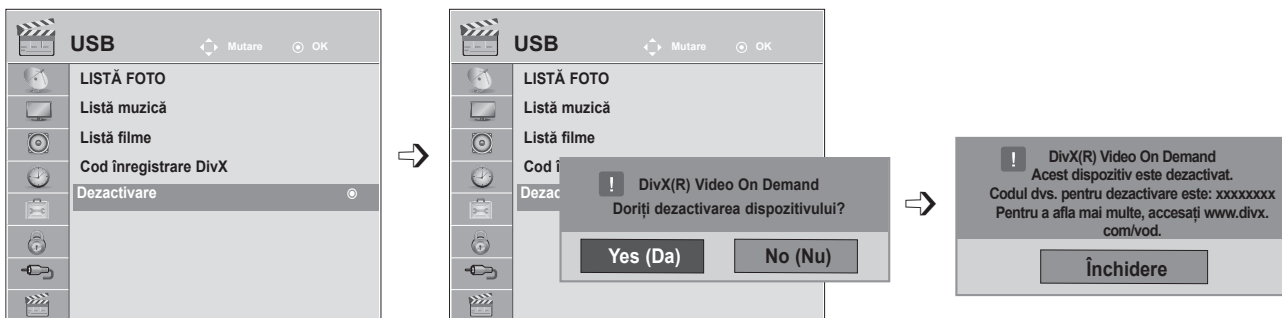 USB
Mutare OK
LISTĂ FOTO
Listă muzică
Listă filme
Cod înregistrare DivX
Dezactivare
USB
Mutare OK
LISTĂ FOTO
Listă muzică
Listă filme
Cod î
Dezac
! DivX(R) Video On Demand
Doriți dezactivarea dispozitivului?
Yes (Da) No (Nu)
! DivX(R) Video On Demand
Acest dispozitiv este dezactivat.
Codul dvs. pentru dezactivare este: xxxxxxxx
Pentru a afla mai multe, accesați www.divx.
com/vod.
Închidere